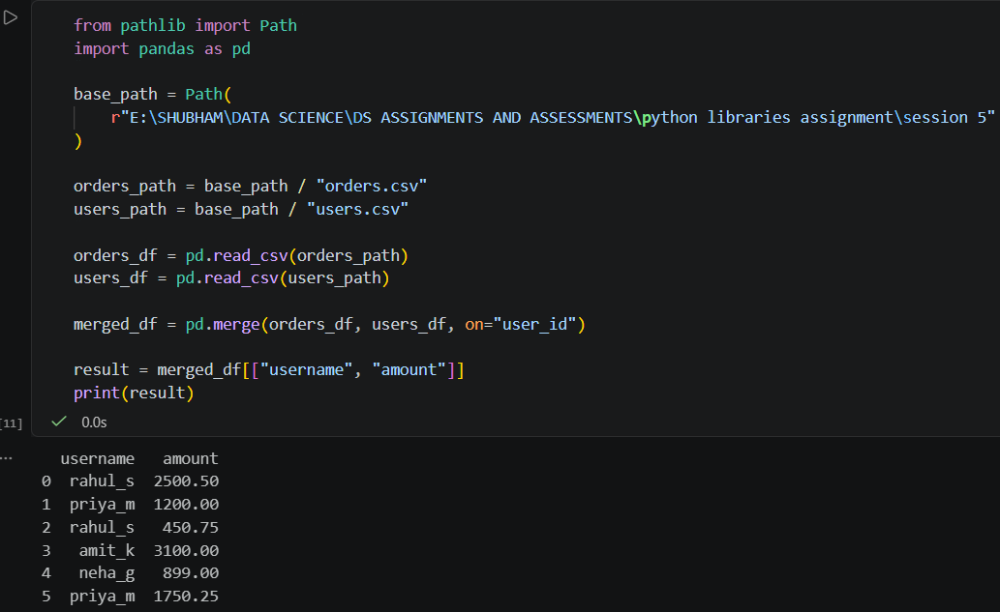 from pathlib import Path
import pandas as pd
base_path = Path(
r"E:\SHUBHAM\DATA SCIENCE\DS ASSIGNMENTS AND ASSESSMENTS\python libraries assignment\session 5"
)
orders_path = base_path / "orders.csv"
users_path = base_path / "users.csv"
orders_df = pd.read_csv(orders_path)
users_df = pd.read_csv(users_path)
merged_df = pd.merge(orders_df, users_df, on="user_id")
result = merged_df[["username", "amount"]]
print(result)
[11] 0.0s
... username amount
0 rahul_s 2500.50
1 priya_m 1200.00
2 rahul_s 450.75
3 amit_k 3100.00
4 neha_g 899.00
5 priya_m 1750.25